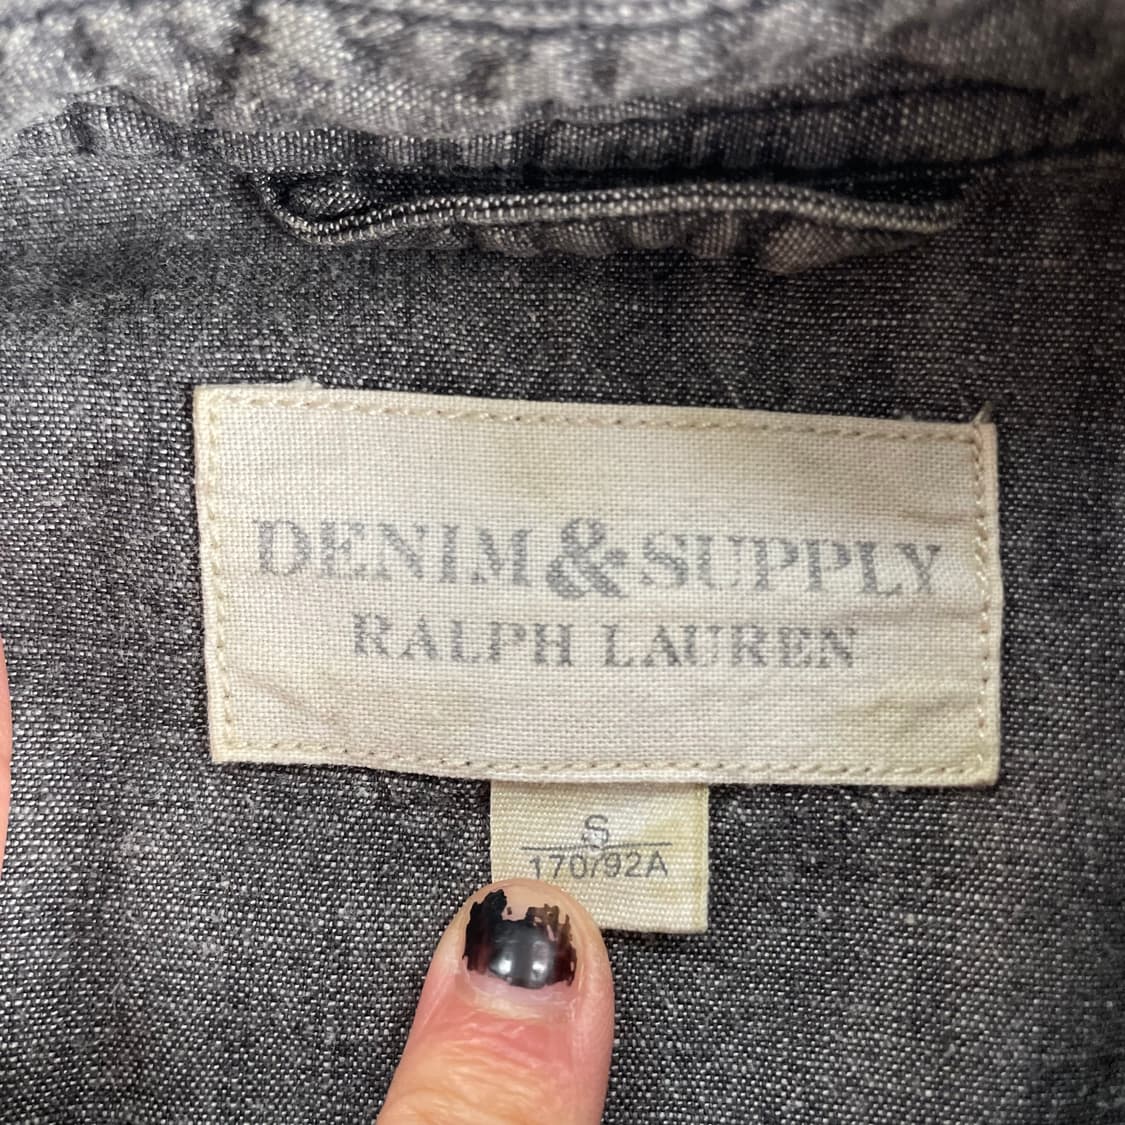 DENIM & SUPPLY
RALPH LAUREN
S
170/92A